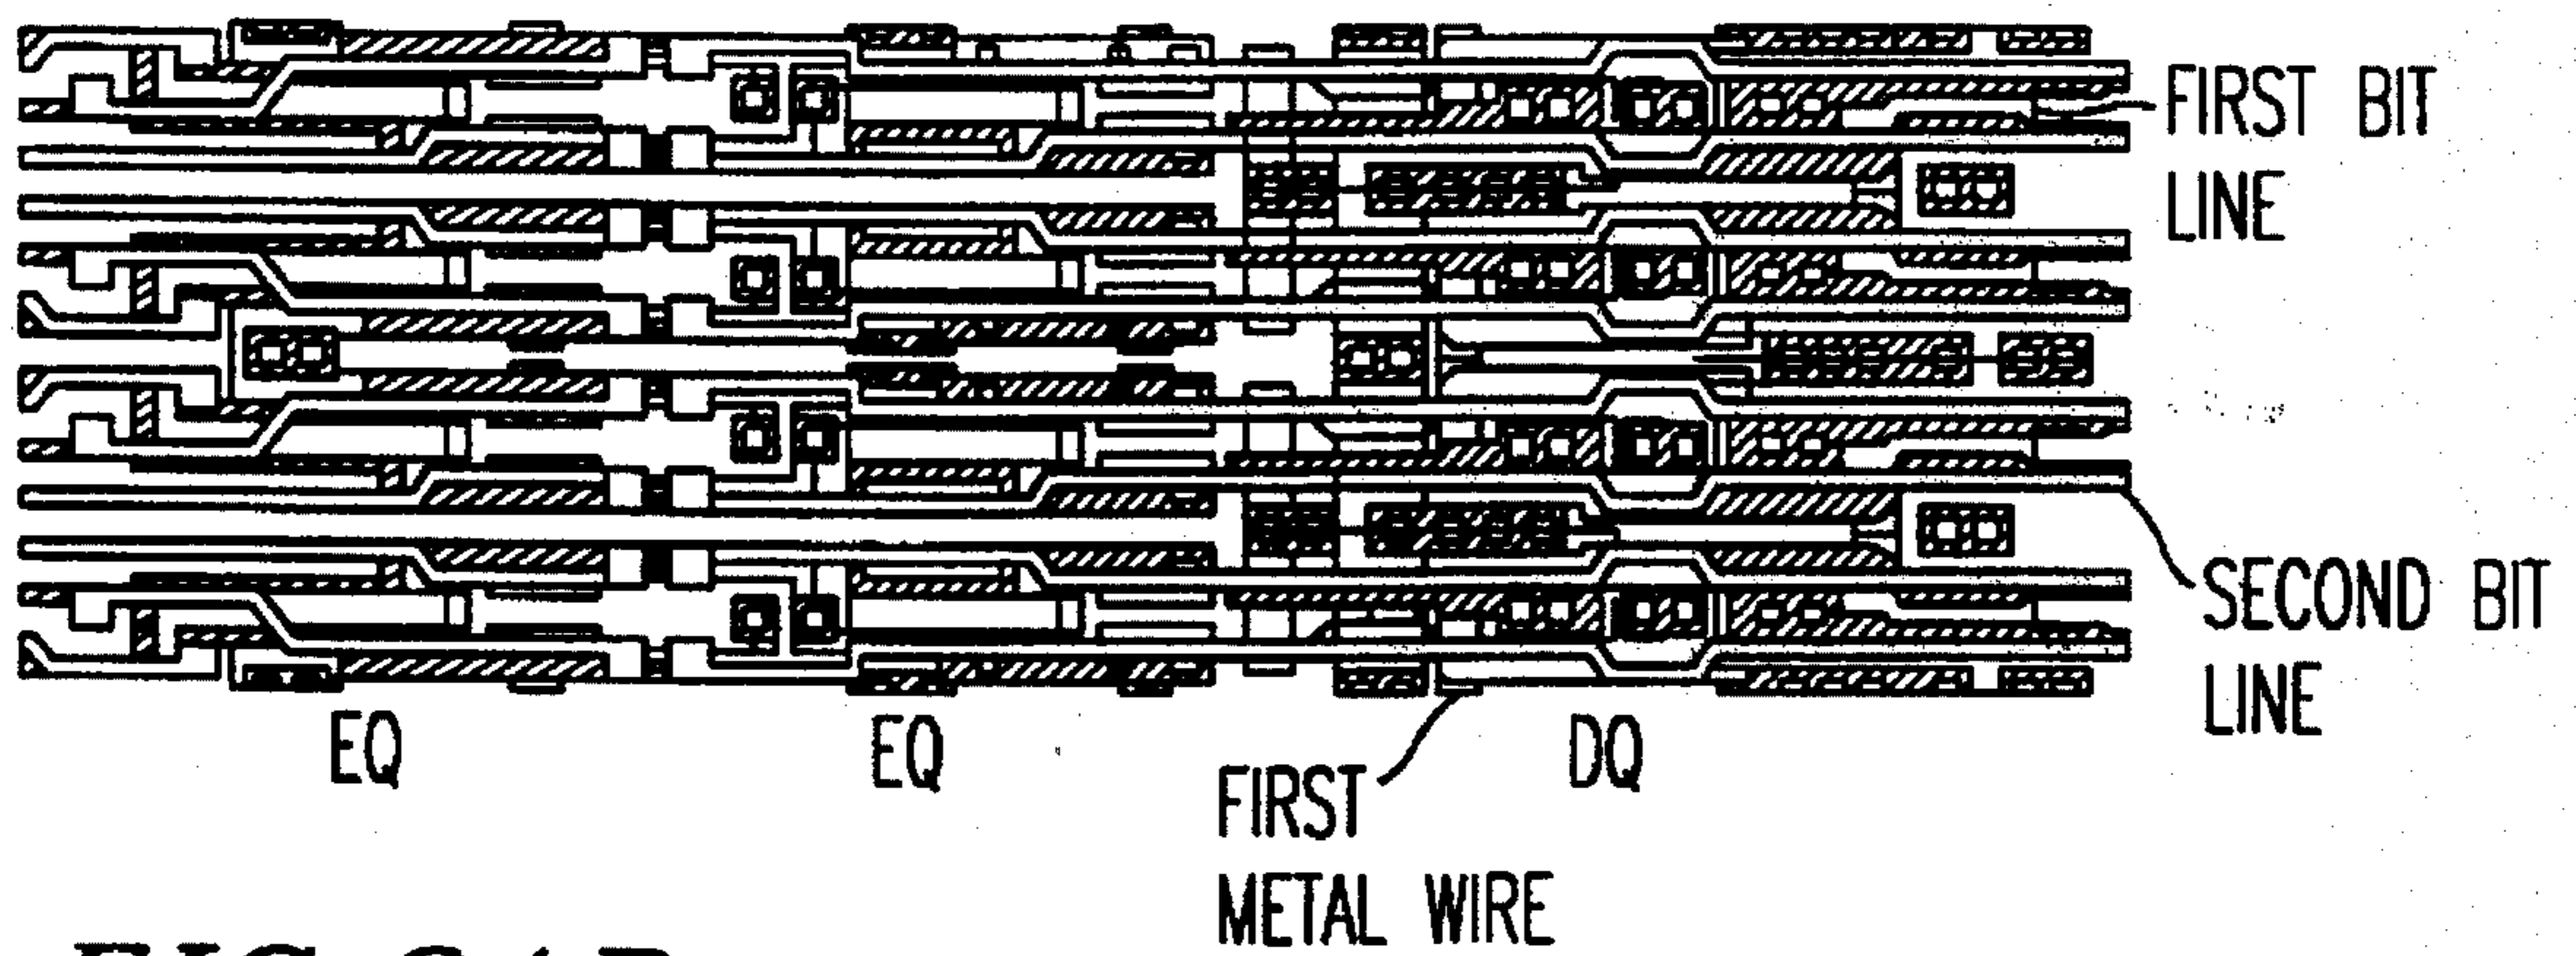 FIRST BIT
LINE
SECOND BIT
LINE
EQ
EQ
DQ
FIRST
METAL WIRE